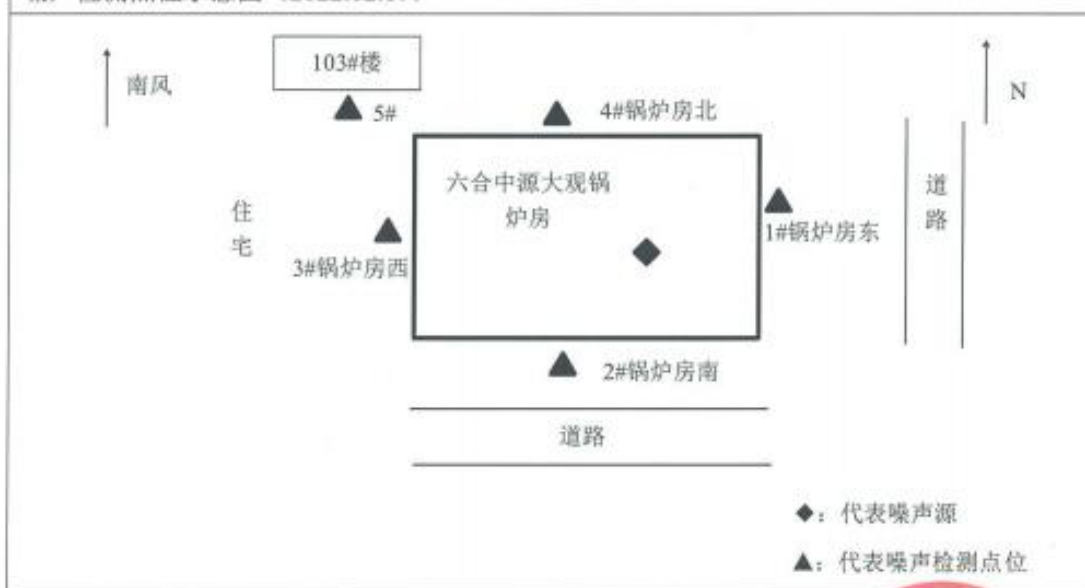 103#楼
南风
N
5#
4#锅炉房北
六合中源大观锅
炉房
住宅
道路
1#锅炉房东
3#锅炉房西
2#锅炉房南
道路
◆：代表噪声源
▲：代表噪声检测点位